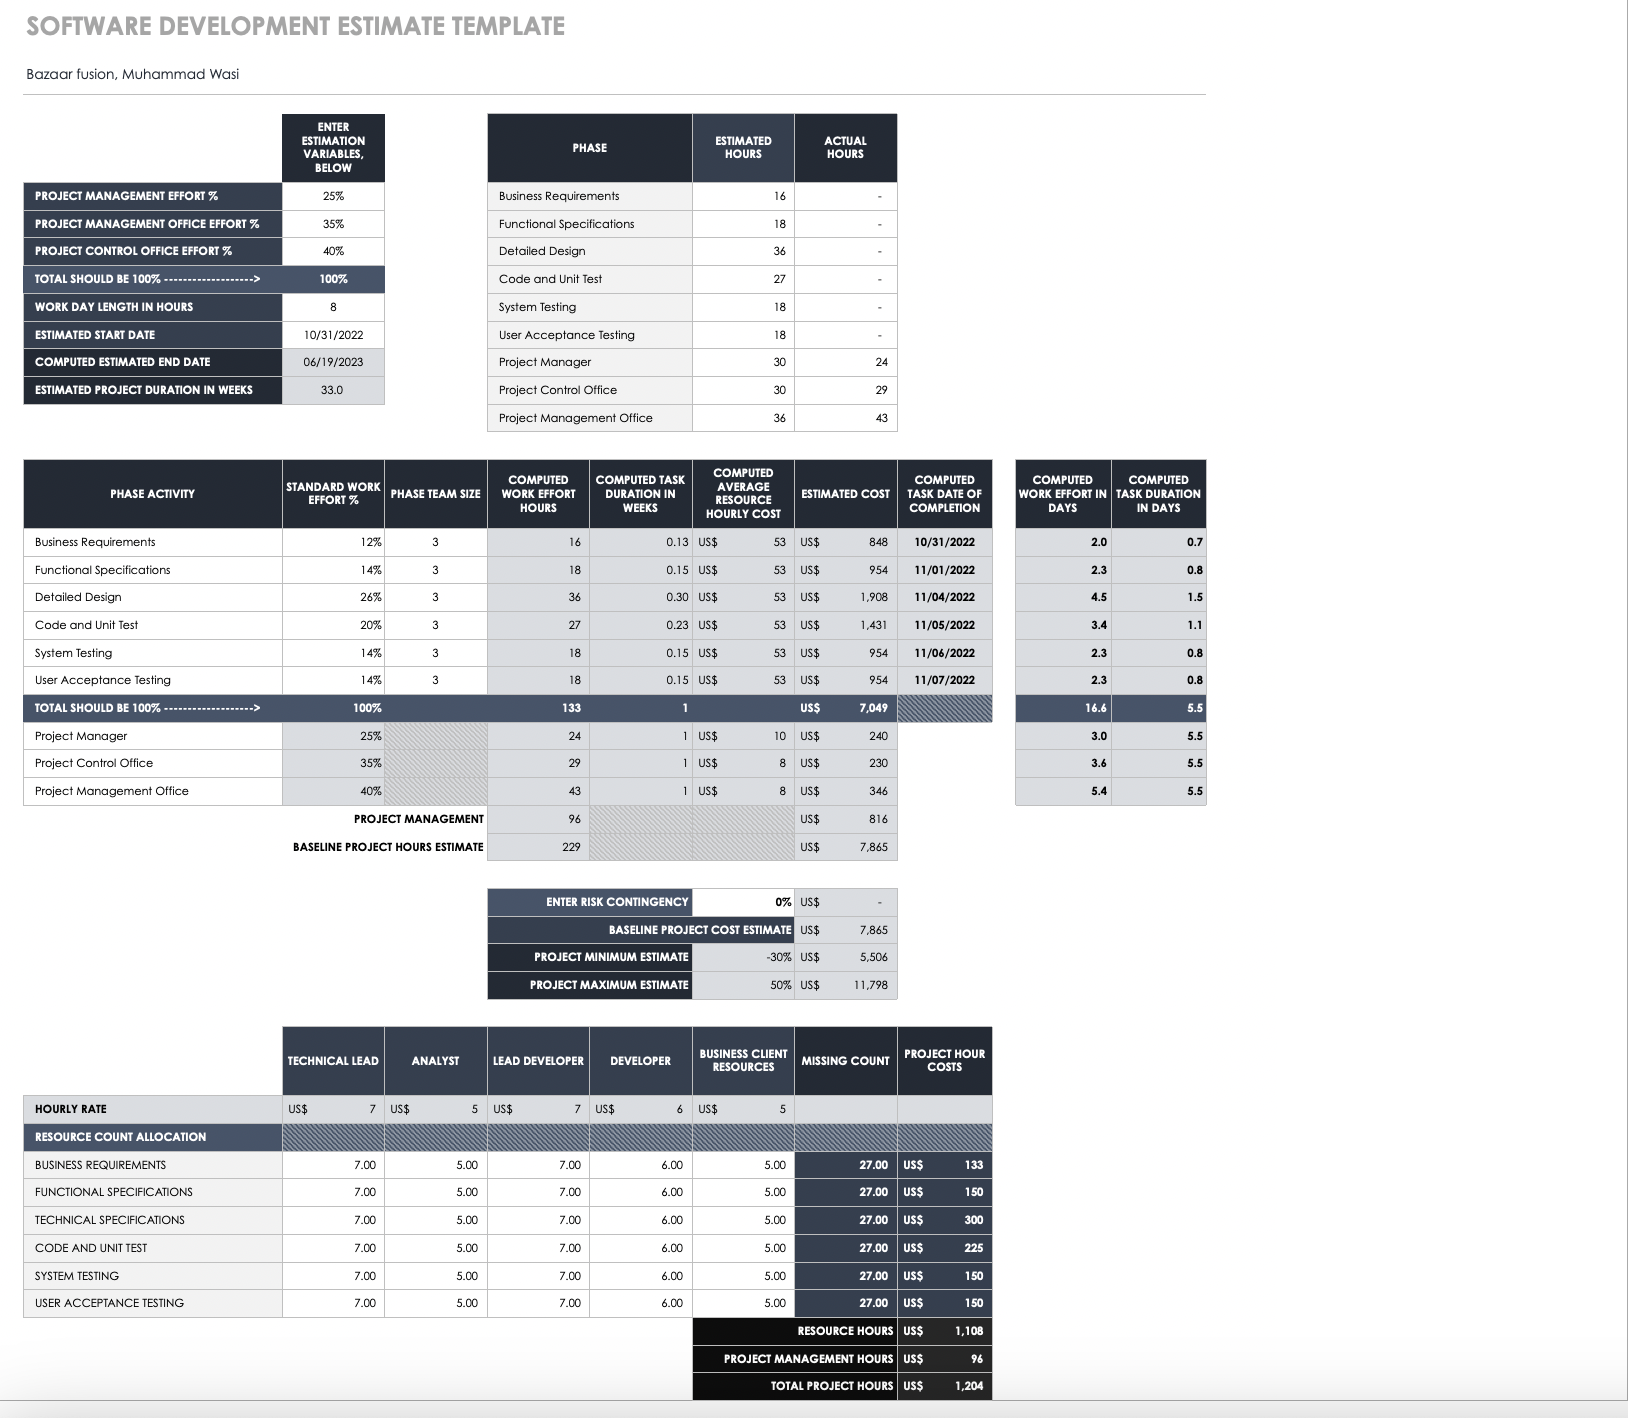 SOFTWARE DEVELOPMENT ESTIMATE TEMPLATE
Bazaar fusion, Muhammad Wasi
ENTER ESTIMATION VARIABLES, BELOW
PROJECT MANAGEMENT EFFORT % 25%
PROJECT MANAGEMENT OFFICE EFFORT % 35%
PROJECT CONTROL OFFICE EFFORT % 40%
TOTAL SHOULD BE 100% -------------------> 100%
WORK DAY LENGTH IN HOURS 8
ESTIMATED START DATE 10/31/2022
COMPUTED ESTIMATED END DATE 06/19/2023
ESTIMATED PROJECT DURATION IN WEEKS 33.0
PHASE ESTIMATED HOURS ACTUAL HOURS
Business Requirements 16 -
Functional Specifications 18 -
Detailed Design 36 -
Code and Unit Test 27 -
System Testing 18 -
User Acceptance Testing 18 -
Project Manager 30 24
Project Control Office 30 29
Project Management Office 36 43
PHASE ACTIVITY STANDARD WORK EFFORT % PHASE TEAM SIZE COMPUTED WORK EFFORT HOURS COMPUTED TASK DURATION IN WEEKS COMPUTED AVERAGE RESOURCE HOURLY COST ESTIMATED COST COMPUTED TASK DATE OF COMPLETION COMPUTED WORK EFFORT IN DAYS COMPUTED TASK DURATION IN DAYS
Business Requirements 12% 3 16 0.13 US$ 53 US$ 848 10/31/2022 2.0 0.7
Functional Specifications 14% 3 18 0.15 US$ 53 US$ 954 11/01/2022 2.3 0.8
Detailed Design 26% 3 36 0.30 US$ 53 US$ 1,908 11/04/2022 4.5 1.5
Code and Unit Test 20% 3 27 0.23 US$ 53 US$ 1,431 11/05/2022 3.4 1.1
System Testing 14% 3 18 0.15 US$ 53 US$ 954 11/06/2022 2.3 0.8
User Acceptance Testing 14% 3 18 0.15 US$ 53 US$ 954 11/07/2022 2.3 0.8
TOTAL SHOULD BE 100% -------------------> 100% 133 1 US$ 7,049 16.6 5.5
Project Manager 25% 24 1 US$ 10 US$ 240 3.0 5.5
Project Control Office 35% 29 1 US$ 8 US$ 230 3.6 5.5
Project Management Office 40% 43 1 US$ 8 US$ 346 5.4 5.5
PROJECT MANAGEMENT 96 US$ 816
BASELINE PROJECT HOURS ESTIMATE 229 US$ 7,865
ENTER RISK CONTINGENCY 0% US$ -
BASELINE PROJECT COST ESTIMATE US$ 7,865
PROJECT MINIMUM ESTIMATE -30% US$ 5,506
PROJECT MAXIMUM ESTIMATE 50% US$ 11,798
TECHNICAL LEAD ANALYST LEAD DEVELOPER DEVELOPER BUSINESS CLIENT RESOURCES MISSING COUNT PROJECT HOUR COSTS
HOURLY RATE US$ 7 US$ 5 US$ 7 US$ 6 US$ 5
RESOURCE COUNT ALLOCATION
BUSINESS REQUIREMENTS 7.00 5.00 7.00 6.00 5.00 27.00 US$ 133
FUNCTIONAL SPECIFICATIONS 7.00 5.00 7.00 6.00 5.00 27.00 US$ 150
TECHNICAL SPECIFICATIONS 7.00 5.00 7.00 6.00 5.00 27.00 US$ 300
CODE AND UNIT TEST 7.00 5.00 7.00 6.00 5.00 27.00 US$ 225
SYSTEM TESTING 7.00 5.00 7.00 6.00 5.00 27.00 US$ 150
USER ACCEPTANCE TESTING 7.00 5.00 7.00 6.00 5.00 27.00 US$ 150
RESOURCE HOURS US$ 1,108
PROJECT MANAGEMENT HOURS US$ 96
TOTAL PROJECT HOURS US$ 1,204